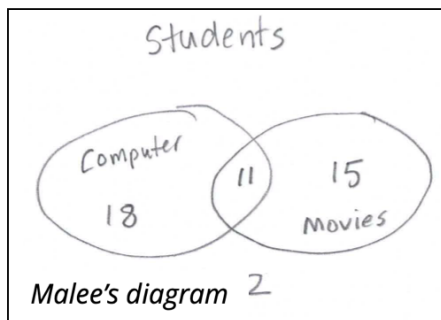 Students
Computer
11
15
18
Movies
Malee's diagram
2